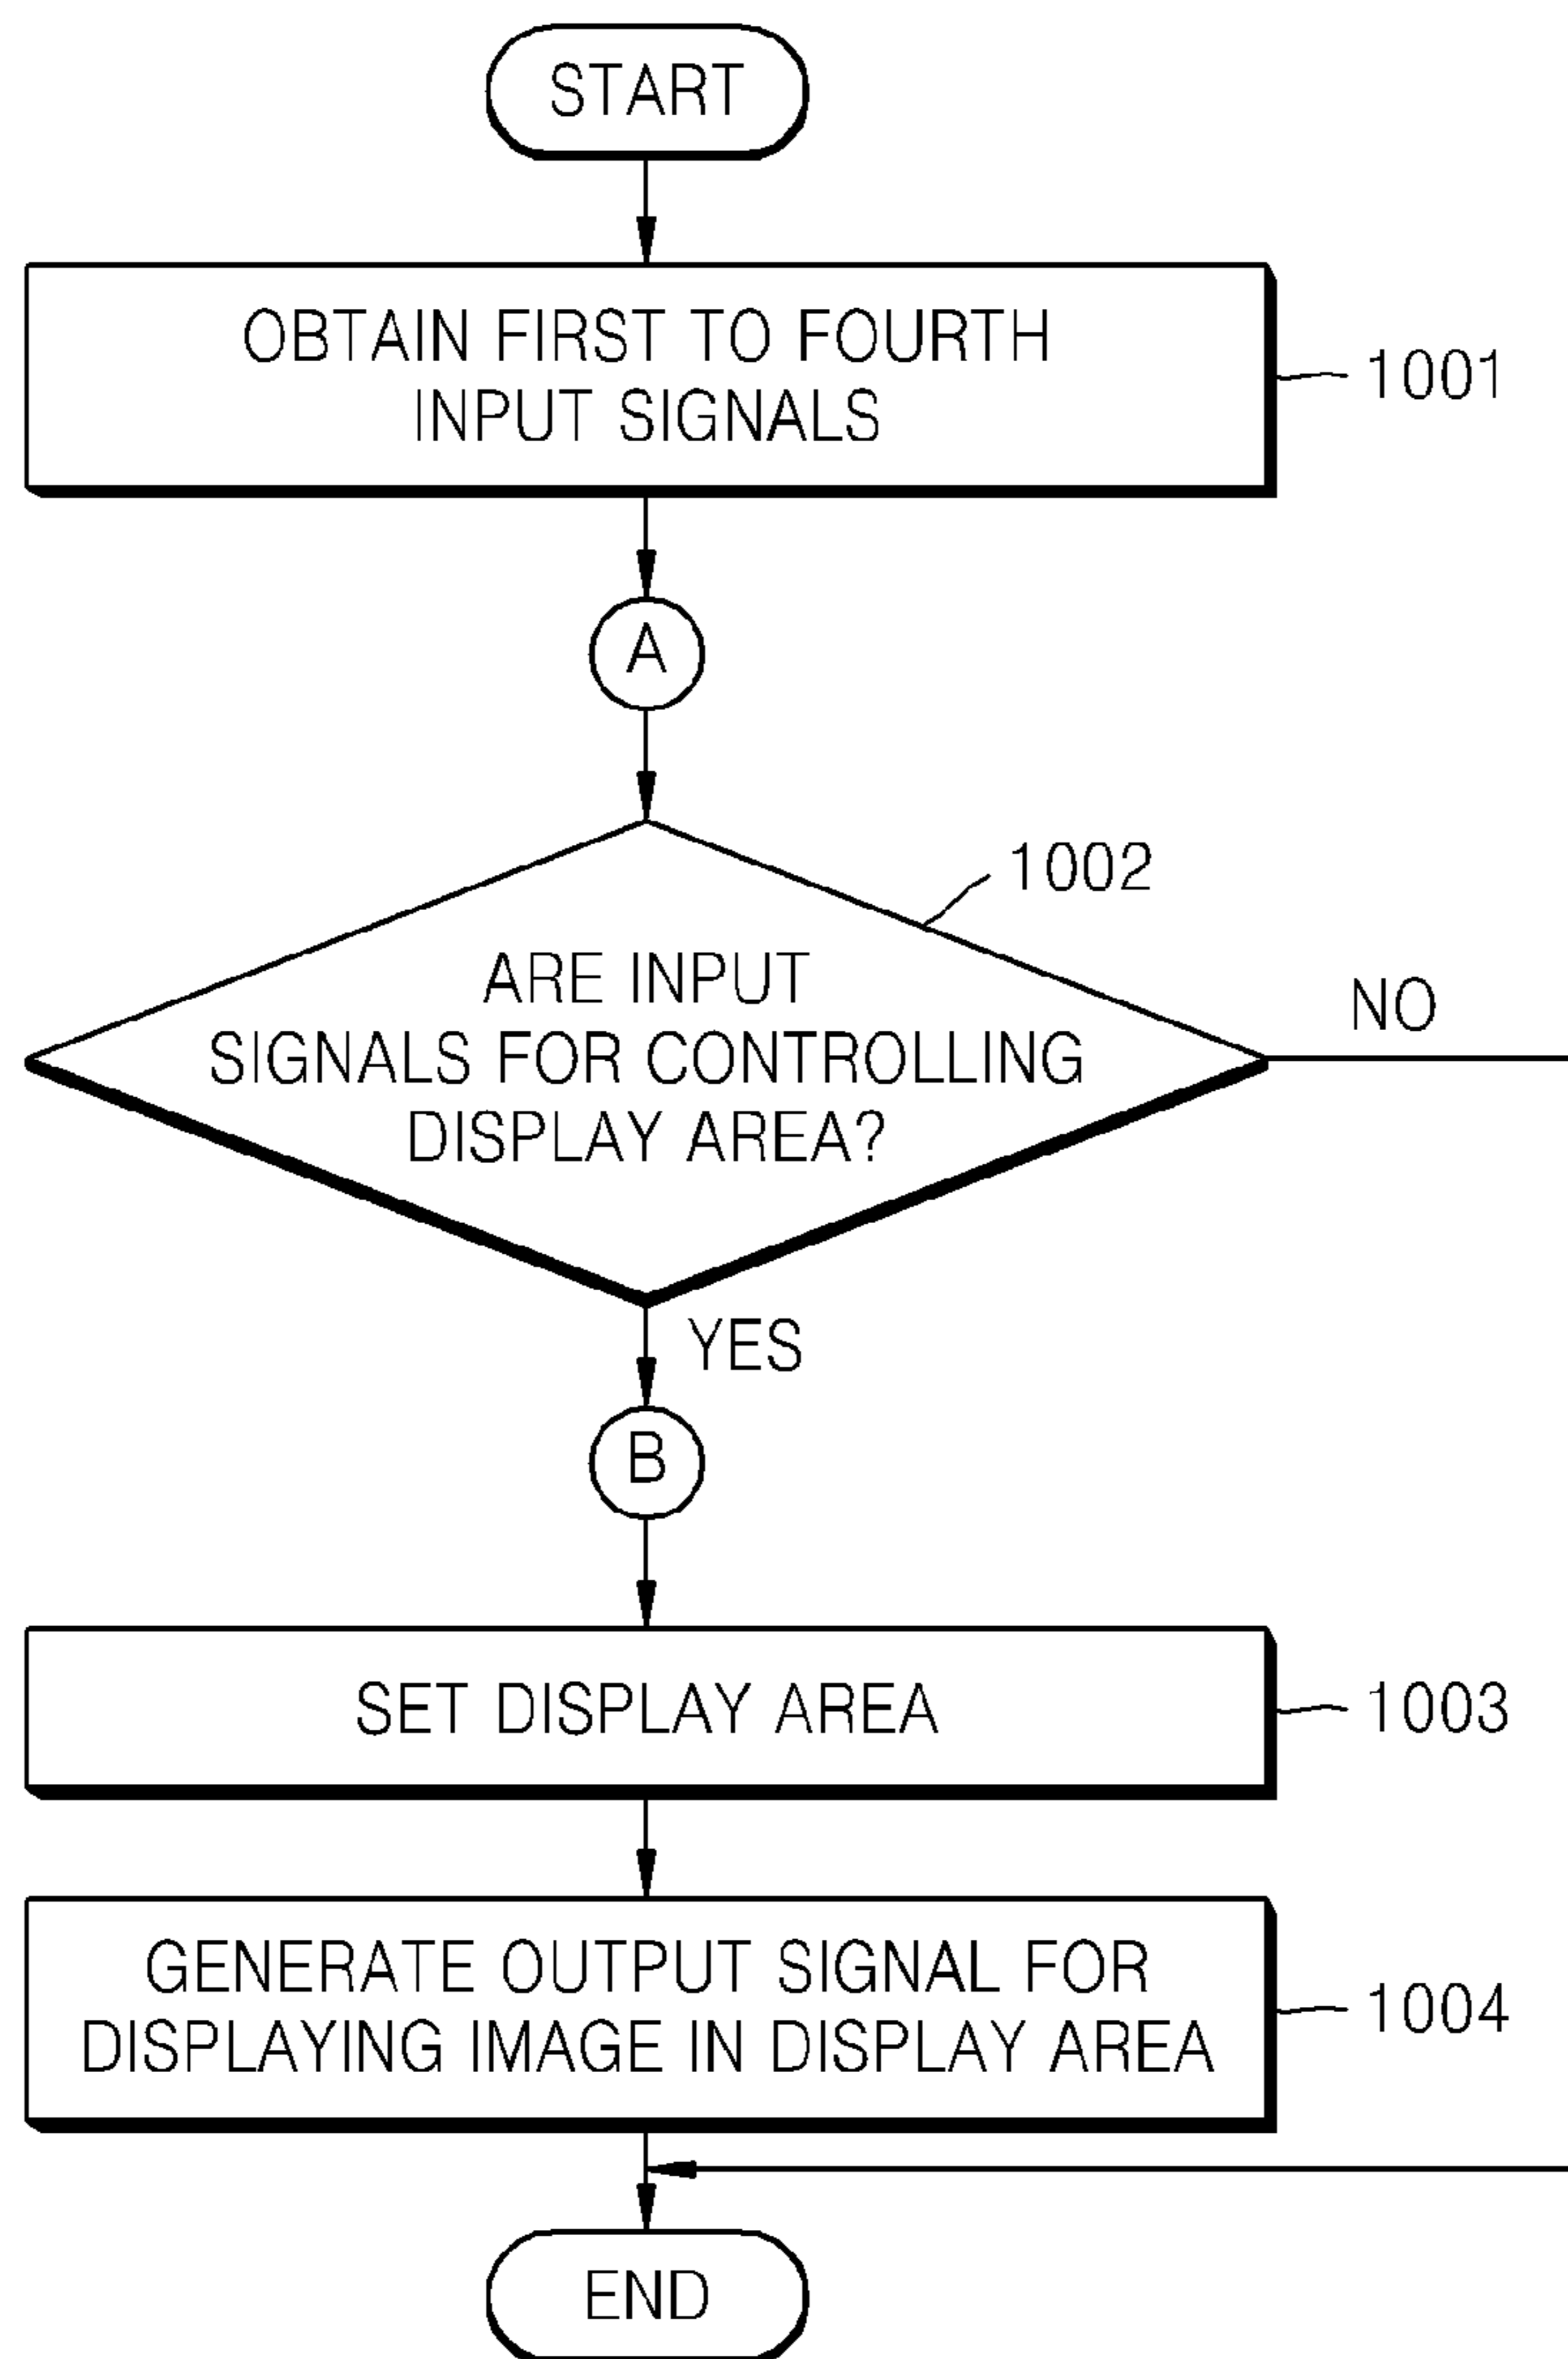 START
OBTAIN FIRST TO FOURTH
INPUT SIGNALS
1001
A
1002
ARE INPUT
SIGNALS FOR CONTROLLING
DISPLAY AREA?
NO
YES
B
SET DISPLAY AREA
1003
GENERATE OUTPUT SIGNAL FOR
DISPLAYING IMAGE IN DISPLAY AREA
1004
END